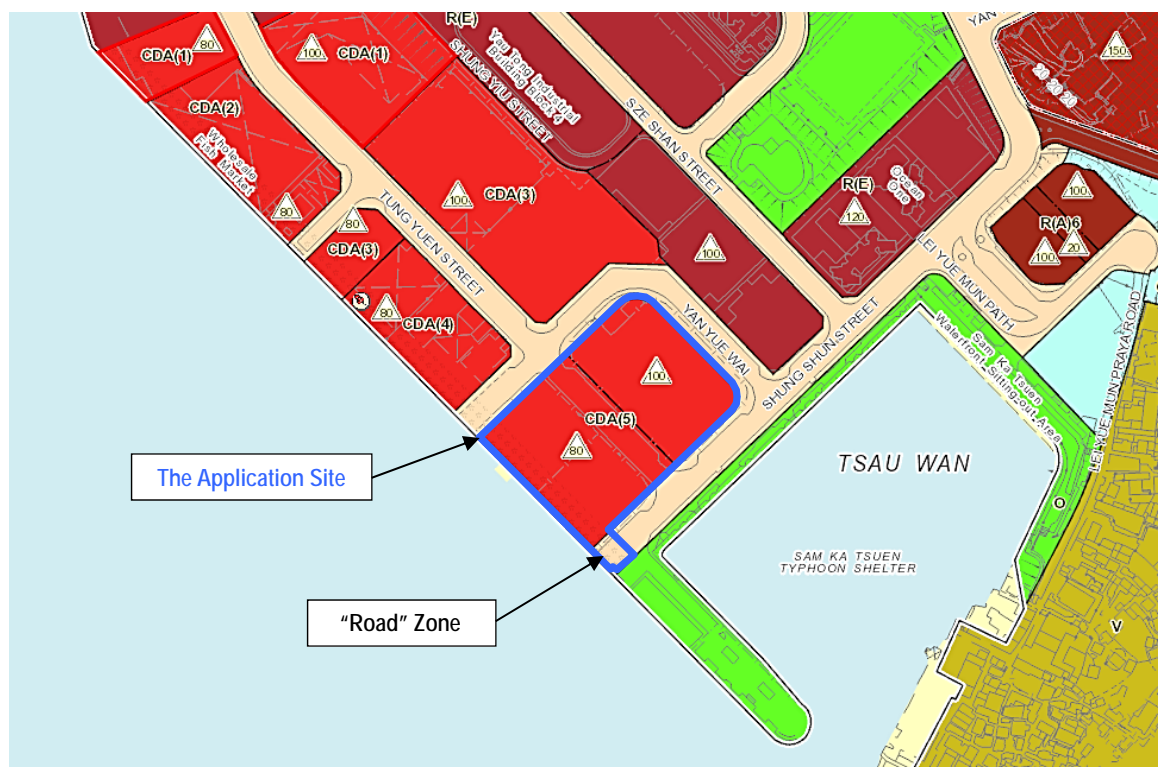 R(E)
YAN
CDA(1)
80
100
CDA(1)
Yau Tong Industrial
Building Block 4
SHUNG YIU STREET
150
20 20 20
CDA(2)
Wholesale
Fish Market
SZE SHAN STREET
R(E)
Ocean
One
120
100
CDA(3)
80
80
CDA(3)
TUNG YUEN STREET
100
100
R(A)6
100
20
LEI YUE MUN PATH
80
CDA(4)
YAN YUE WAI
SHUNG SHUN STREET
Sam Ka Tsuen
Waterfront Sitting-out Area
LEI YUE MUN PRAYA ROAD
100
CDA(5)
80
The Application Site
TSAU WAN
O
SAM KA TSUEN
TYPHOON SHELTER
"Road" Zone
V